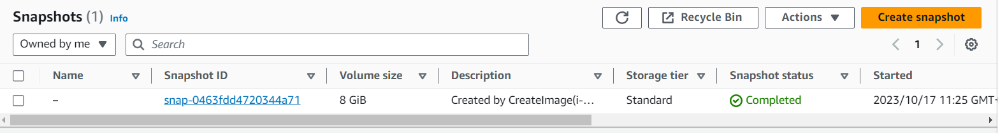 Snapshots (1) Info
Recycle Bin
Actions
Create snapshot
Owned by me
Search
1
Name Snapshot ID Volume size Description Storage tier Snapshot status Started
– snap-0463fdd4720344a71 8 GiB Created by CreateImage(i-... Standard Completed 2023/10/17 11:25 GMT+